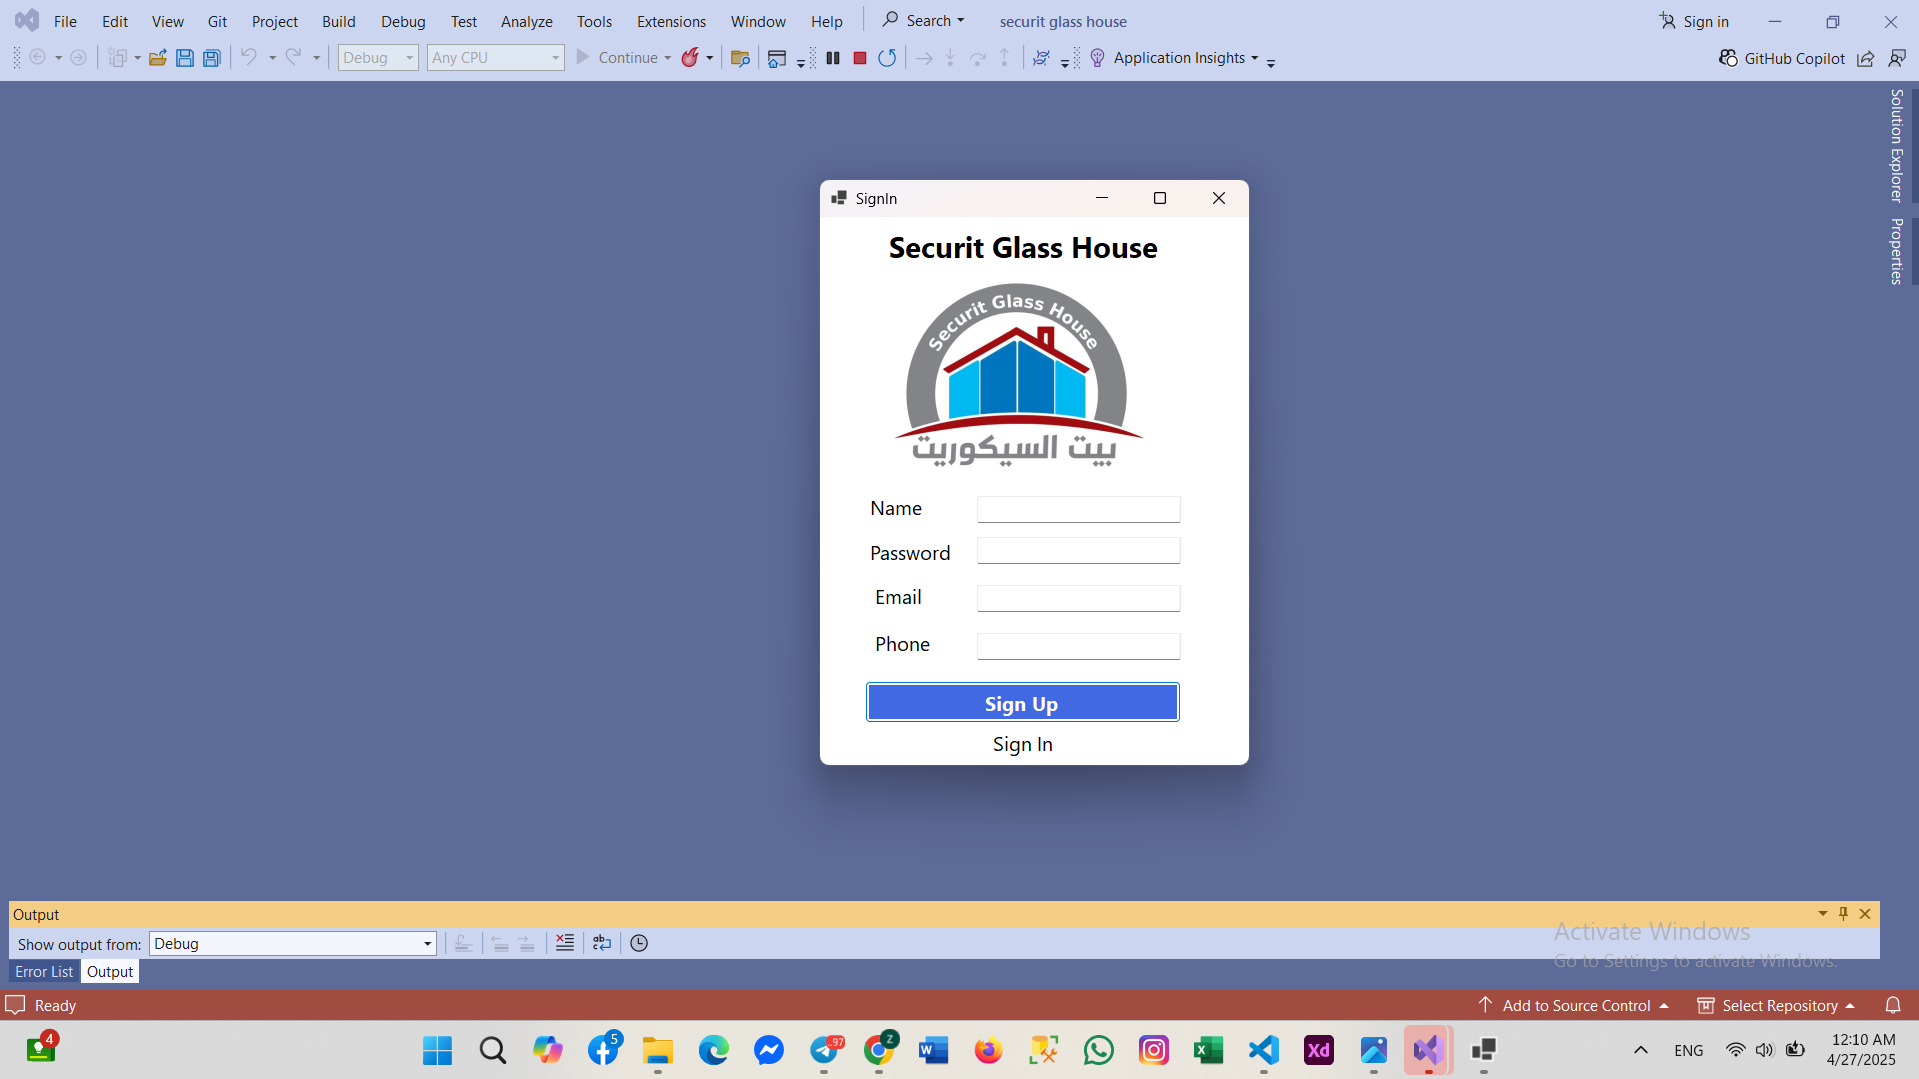 File Edit View Git Project Build Debug Test Analyze Tools Extensions Window Help Search securit glass house Sign in
Debug Any CPU Continue Application Insights GitHub Copilot
Solution Explorer
Properties
SignIn
Securit Glass House
Securit Glass House
بيت السيكوريت
Name
Password
Email
Phone
Sign Up
Sign In
Output
Show output from: Debug
Error List Output
Activate Windows
Go to Settings to activate Windows.
Ready Add to Source Control Select Repository
4 5 ..97 Z W Xd ENG 12:10 AM
4/27/2025